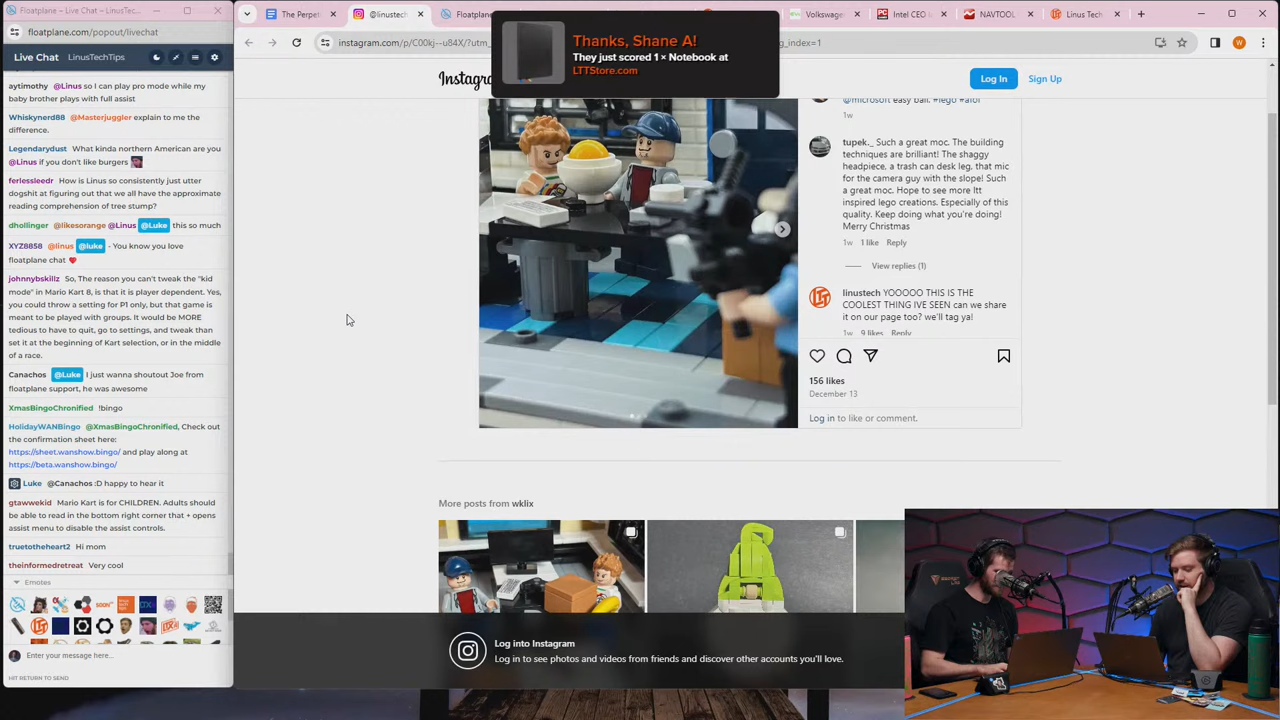 floatplane.com/popout/livechat
Live Chat LinusTechTips
aytimothy @Linus so I can play pro mode while my
baby brother plays with full assist
Whiskynerd88 @Masterjuggler explain to me the
difference.
Legendarydust What kinda northern American are you
@Linus if you don't like burgers
ferlessleedr How is Linus so consistently just utter
dogshit at figuring out that we all have the approximate
reading comprehension of tree stump?
dhollinger @likesorange @Linus @Luke this so much
XYZ8858 @linus @luke - You know you love
floatplane chat
johnnybskillz So, The reason you can't tweak the "kid
mode" in Mario Kart 8, is that it is player dependent. Yes,
you could throw a setting for P1 only, but that game is
meant to be played with groups. It would be MORE
tedious to have to quit, go to settings, and tweak than
set it at the beginning of Kart selection, or in the middle
of a race.
Canachos @Luke I just wanna shoutout Joe from
floatplane support, he was awesome
XmasBingoChronified !bingo
HolidayWANBingo @XmasBingoChronified, Check out
the confirmation sheet here:
https://sheet.wanshow.bingo/ and play along at
https://beta.wanshow.bingo/
Luke @Canachos :D happy to hear it
gtawwekid Mario Kart is for CHILDREN. Adults should
be able to read in the bottom right corner that + opens
assist menu to disable the assist controls.
truetotheheart2 Hi mom
theinformedretreat Very cool
Emotes
Enter your message here...
HIT RETURN TO SEND
The Perpetu
@linustech
Floatplane
Volkswage
Intel CEO
NAVTOOL.
Linus Tech
instagram.com/p/C00kj--u84X/?utm_
_index=1
Thanks, Shane A!
They just scored 1 × Notebook at
LTTStore.com
Log In Sign Up
@microsoft easy ball. #lego #afol
1w
tupek._ Such a great moc. The building
techniques are brilliant! The shaggy
headpiece, a trash can desk leg, that mic
for the camera guy with the slope! Such
a great moc. Hope to see more ltt
inspired lego creations. Especially of this
quality. Keep doing what you're doing!
Merry Christmas
1w 1 like Reply
View replies (1)
linustech YOOOOO THIS IS THE
COOLEST THING IVE SEEN can we share
it on our page too? we'll tag ya!
1w 9 likes Reply
156 likes
December 13
Log in to like or comment.
More posts from wklix
Log into Instagram
Log in to see photos and videos from friends and discover other accounts you'll love.